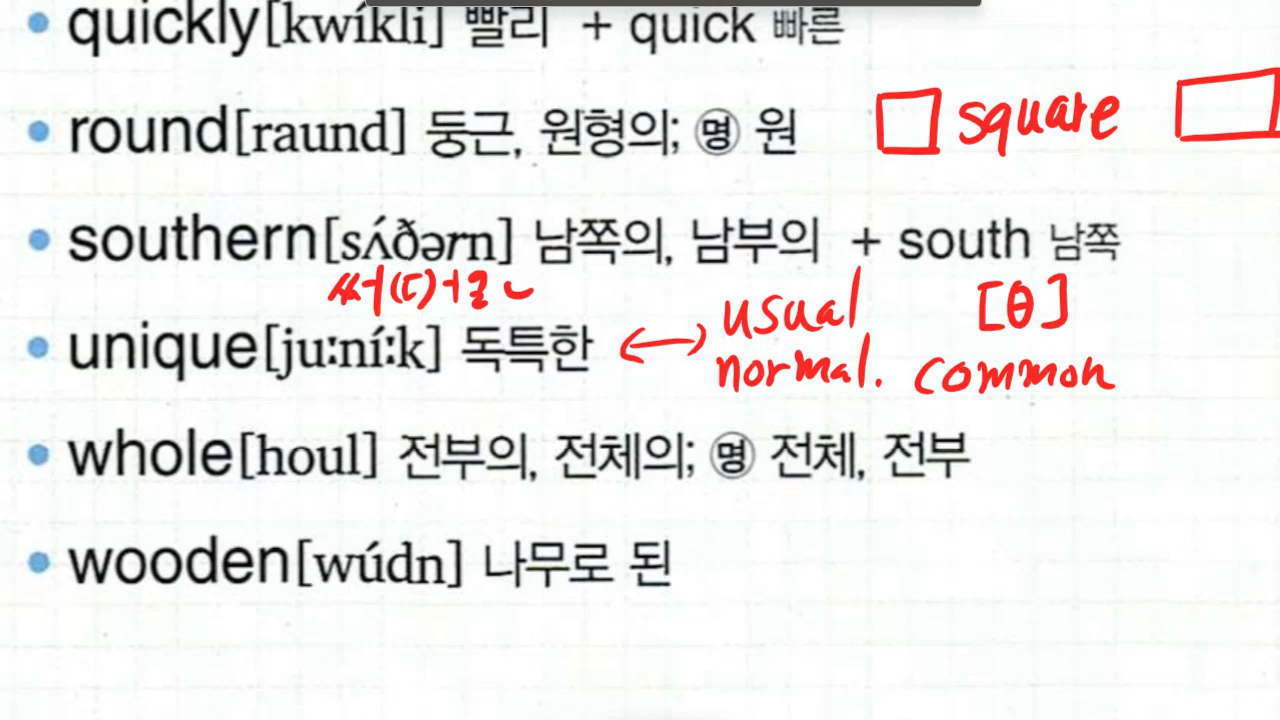 • quickly[kwíkli] 빨리 + quick 빠른
• round[raund] 둥근, 원형의; 명 원 square
• southern[sʌ́ðərn] 남쪽의, 남부의 + south 남쪽
usual [θ]
• unique[juːníːk] 독특한 ↔ normal. common
• whole[houl] 전부의, 전체의; 명 전체, 전부
• wooden[wúdn] 나무로 된